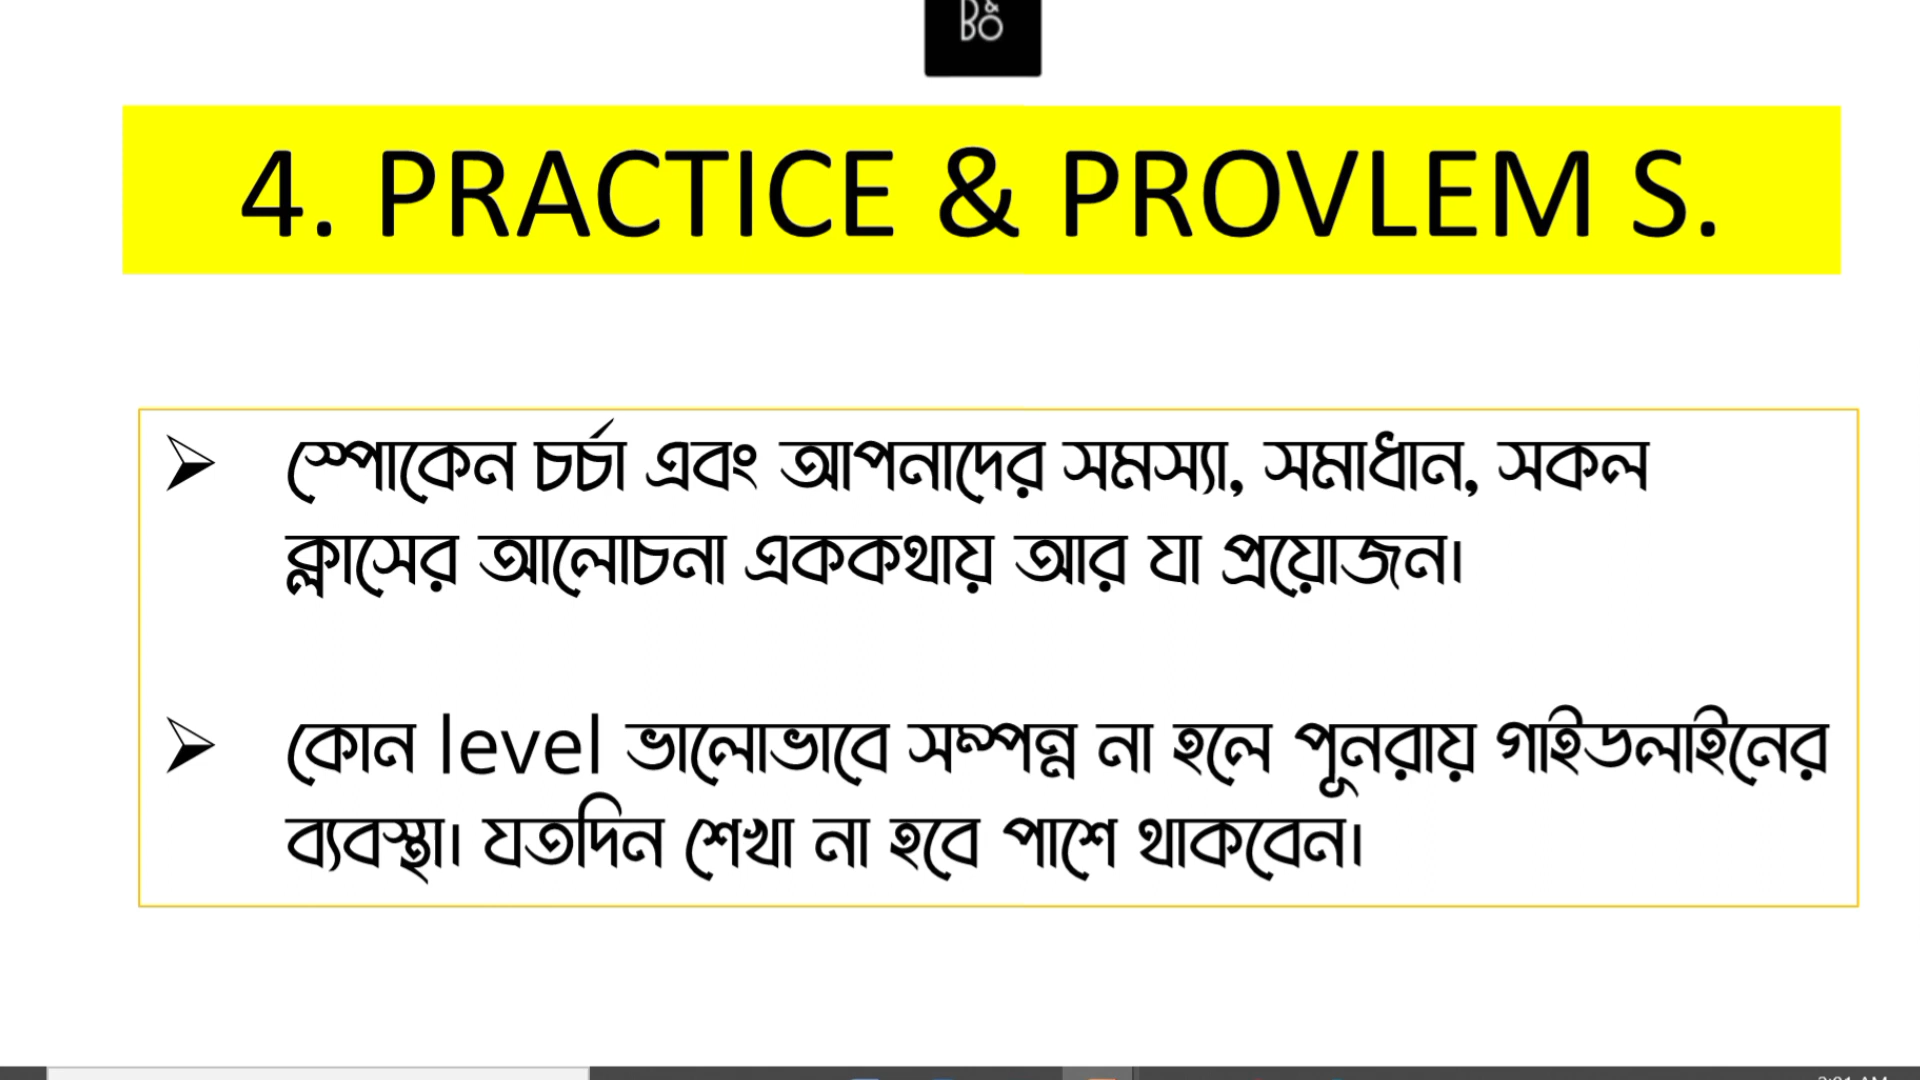 B&O
4. PRACTICE & PROVLEM S.
➢ স্পোকেন চর্চা এবং আপনাদের সমস্যা, সমাধান, সকল
ক্লাসের আলোচনা এককথায় আর যা প্রয়োজন।
➢ কোন level ভালোভাবে সম্পন্ন না হলে পূনরায় গাইডলাইনের
ব্যবস্থা। যতদিন শেখা না হবে পাশে থাকবেন।